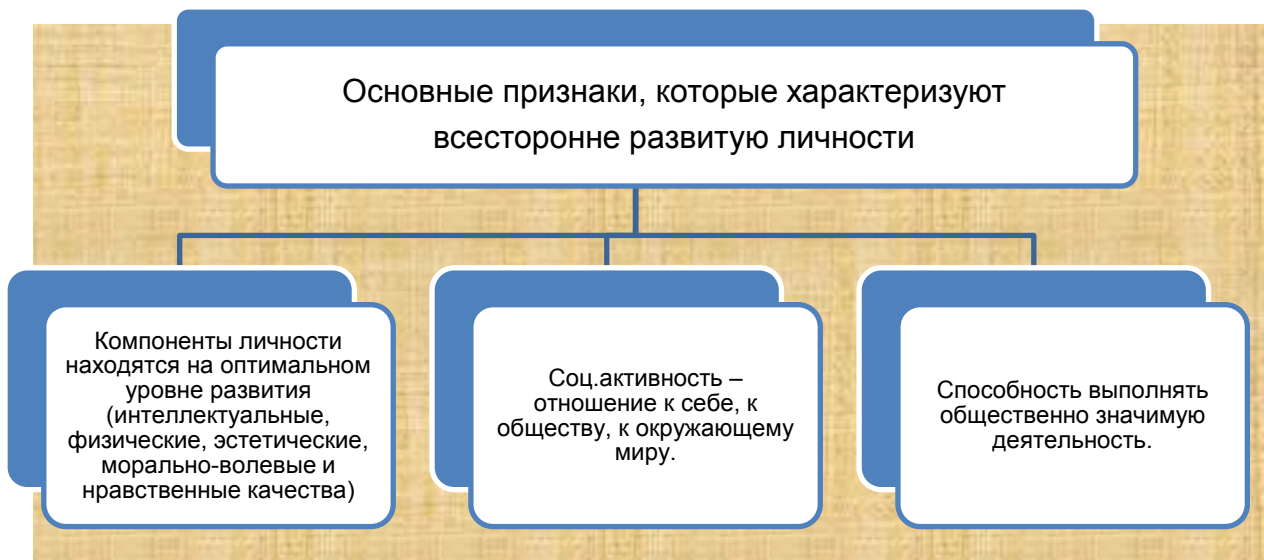 Основные признаки, которые характеризуют
всесторонне развитую личности
Компоненты личности
находятся на оптимальном
уровне развития
(интеллектуальные,
физические, эстетические,
морально-волевые и
нравственные качества)
Соц.активность –
отношение к себе, к
обществу, к окружающему
миру.
Способность выполнять
общественно значимую
деятельность.